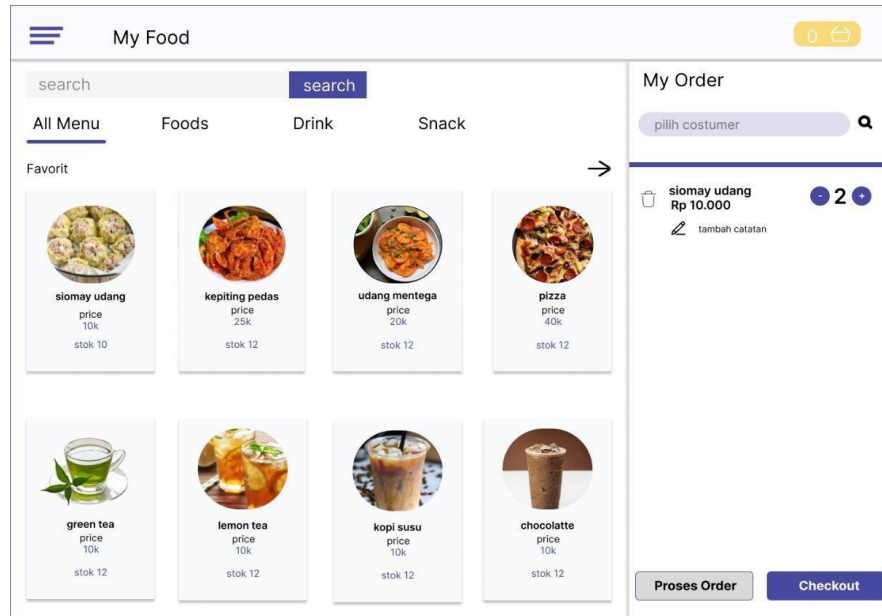 My Food
0
search
search
All Menu
Foods
Drink
Snack
Favorit
siomay udang
price
10k
stok 10
kepiting pedas
price
25k
stok 12
udang mentega
price
20k
stok 12
pizza
price
40k
stok 12
green tea
price
10k
stok 12
lemon tea
price
10k
stok 12
kopi susu
price
10k
stok 12
chocolatte
price
10k
stok 12
My Order
pilih costumer
siomay udang
Rp 10.000
- 2 +
tambah catatan
Proses Order
Checkout